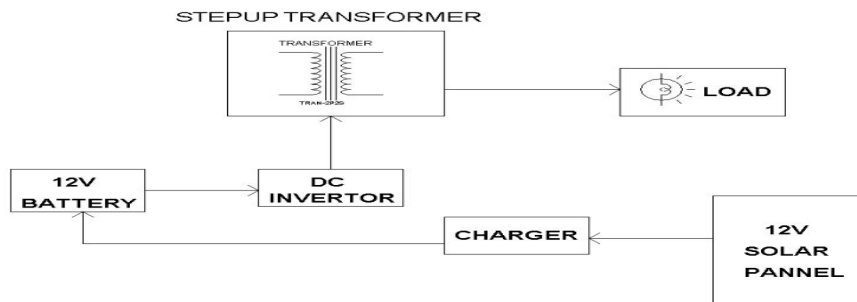 STEPUP TRANSFORMER
TRANSFORMER
TRAN-2P2S
LOAD
12V
BATTERY
DC
INVERTOR
CHARGER
12V
SOLAR
PANNEL